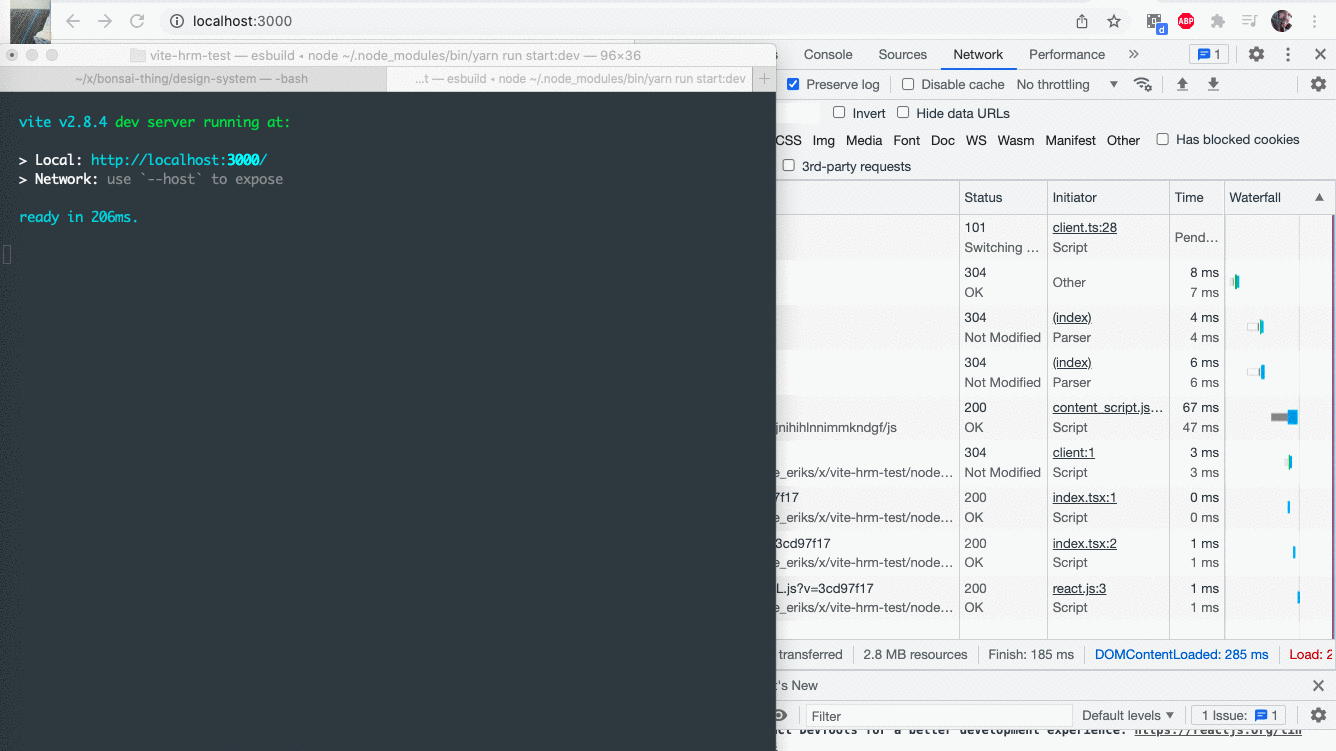 localhost:3000
ABP
d
vite-hrm-test — esbuild ◂ node ~/.node_modules/bin/yarn run start:dev — 96×36
~/x/bonsai-thing/design-system — -bash
...t — esbuild ◂ node ~/.node_modules/bin/yarn run start:dev
+
vite v2.8.4 dev server running at:
> Local: http://localhost:3000/
> Network: use `--host` to expose
ready in 206ms.
Console Sources Network Performance » 1
Preserve log Disable cache No throttling
Invert Hide data URLs
CSS Img Media Font Doc WS Wasm Manifest Other Has blocked cookies
3rd-party requests
Status Initiator Time Waterfall
101 client.ts:28 Pend...
Switching ... Script
304 Other 8 ms
OK 7 ms
304 (index) 4 ms
Not Modified Parser 4 ms
304 (index) 6 ms
Not Modified Parser 6 ms
200 content_script.js... 67 ms
jnihihlnnimmkndgf/js OK Script 47 ms
304 client:1 3 ms
e_eriks/x/vite-hrm-test/node... Not Modified Script 3 ms
7f17 200 index.tsx:1 0 ms
e_eriks/x/vite-hrm-test/node... OK Script 0 ms
3cd97f17 200 index.tsx:2 1 ms
e_eriks/x/vite-hrm-test/node... OK Script 1 ms
L.js?v=3cd97f17 200 react.js:3 1 ms
e_eriks/x/vite-hrm-test/node... OK Script 1 ms
transferred 2.8 MB resources Finish: 185 ms DOMContentLoaded: 285 ms Load: 2
t's New
Filter Default levels 1 Issue: 1
act DevTools for a better development experience: https://reactjs.org/lin